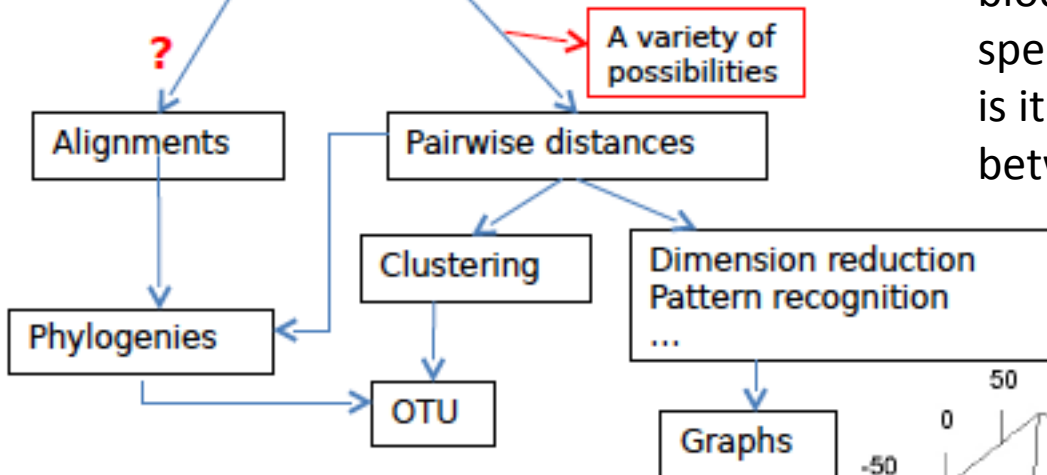 ?
A variety of
possibilities
spe
is it
betw
Alignments
Pairwise distances
Clustering
Dimension reduction
Pattern recognition
...
Phylogenies
OTU
Graphs
50
0
-50